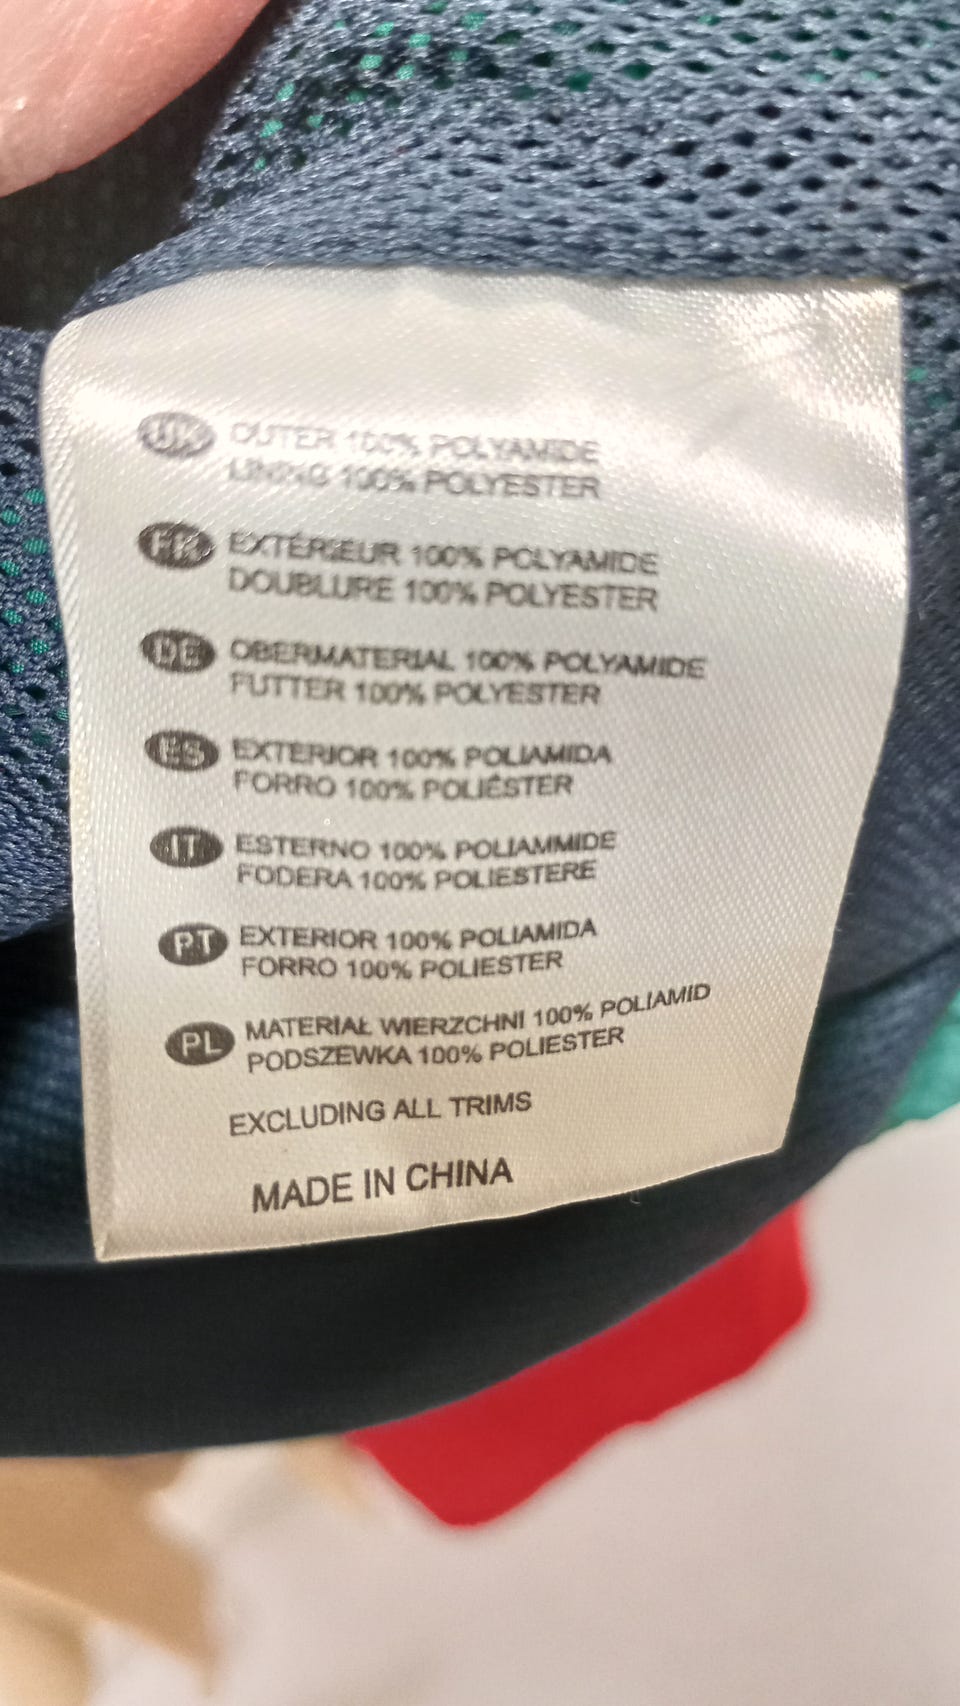 UK OUTER 100% POLYAMIDE
LINING 100% POLYESTER
FR EXTÉRIEUR 100% POLYAMIDE
DOUBLURE 100% POLYESTER
DE OBERMATERIAL 100% POLYAMIDE
FUTTER 100% POLYESTER
ES EXTERIOR 100% POLIAMIDA
FORRO 100% POLIÉSTER
IT ESTERNO 100% POLIAMMIDE
FODERA 100% POLIESTERE
PT EXTERIOR 100% POLIAMIDA
FORRO 100% POLIESTER
PL MATERIAŁ WIERZCHNI 100% POLIAMID
PODSZEWKA 100% POLIESTER
EXCLUDING ALL TRIMS
MADE IN CHINA